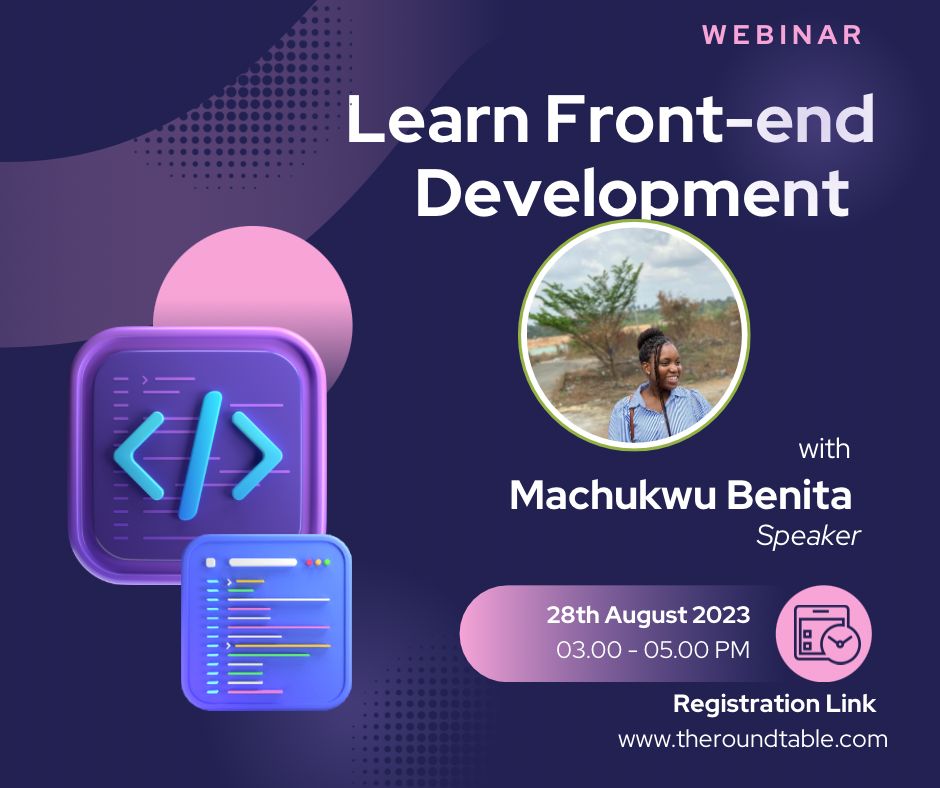 WEBINAR
Learn Front-end
Development
with
Machukwu Benita
Speaker
28th August 2023
03.00 - 05.00 PM
Registration Link
www.theroundtable.com